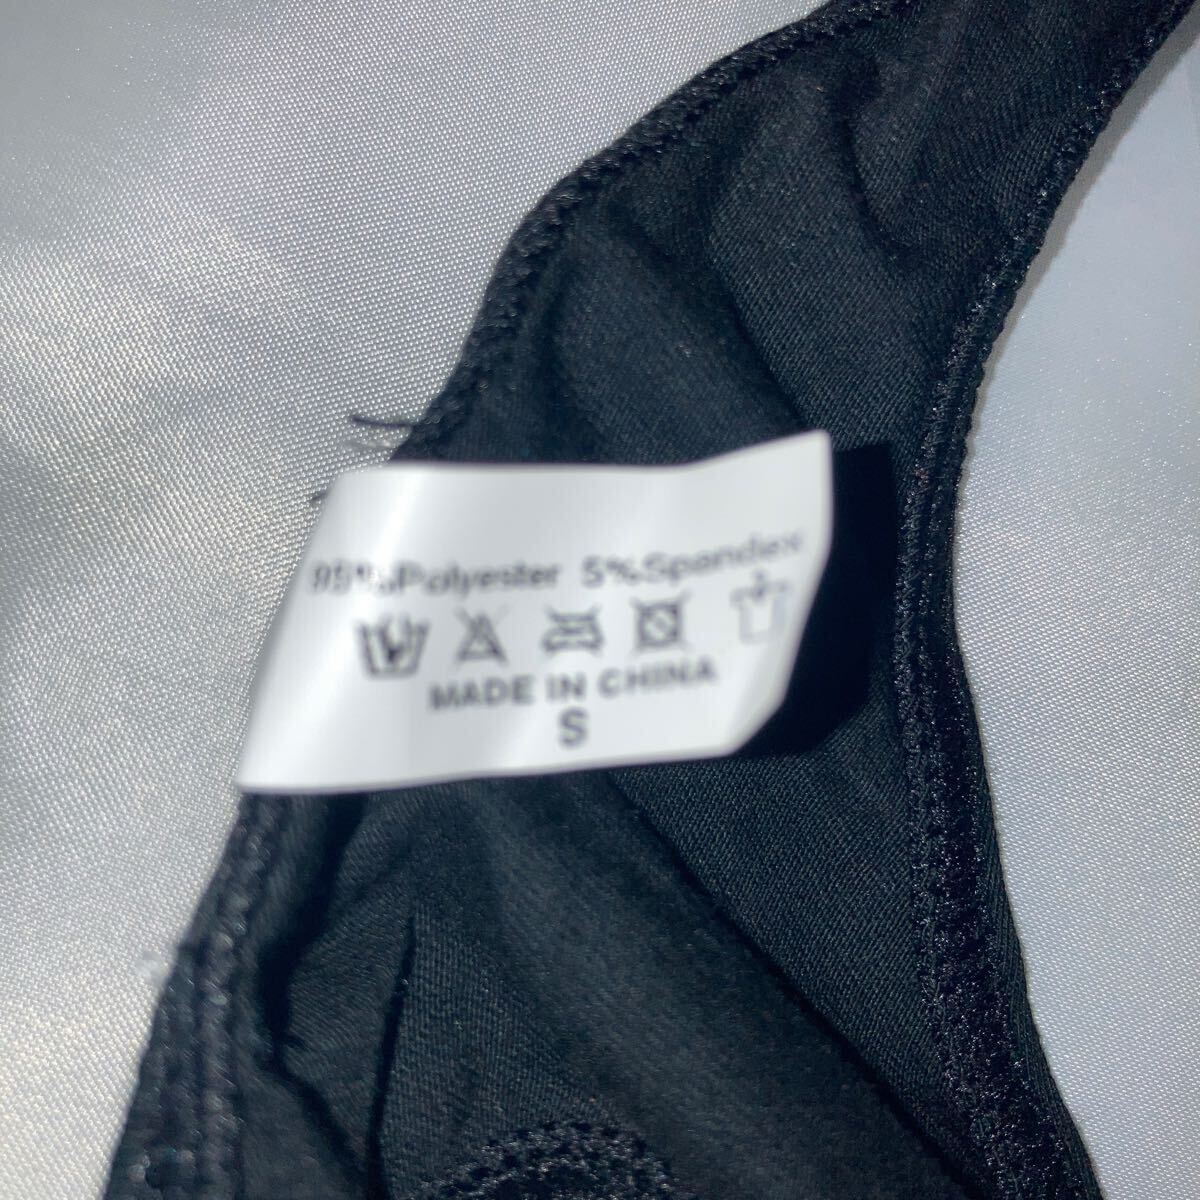 95%Polyester 5%Spandex
MADE IN CHINA
S